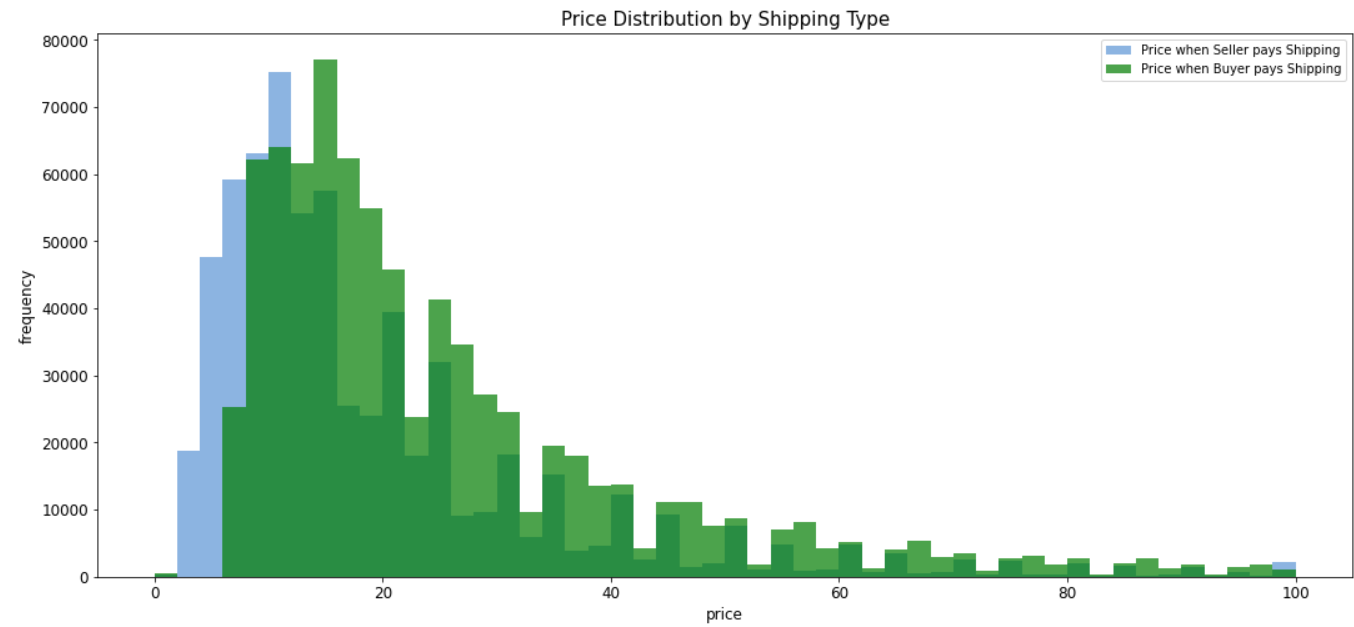 Price Distribution by Shipping Type
Price when Seller pays Shipping
Price when Buyer pays Shipping
80000
70000
60000
50000
40000
30000
20000
10000
0
frequency
0 20 40 60 80 100
price